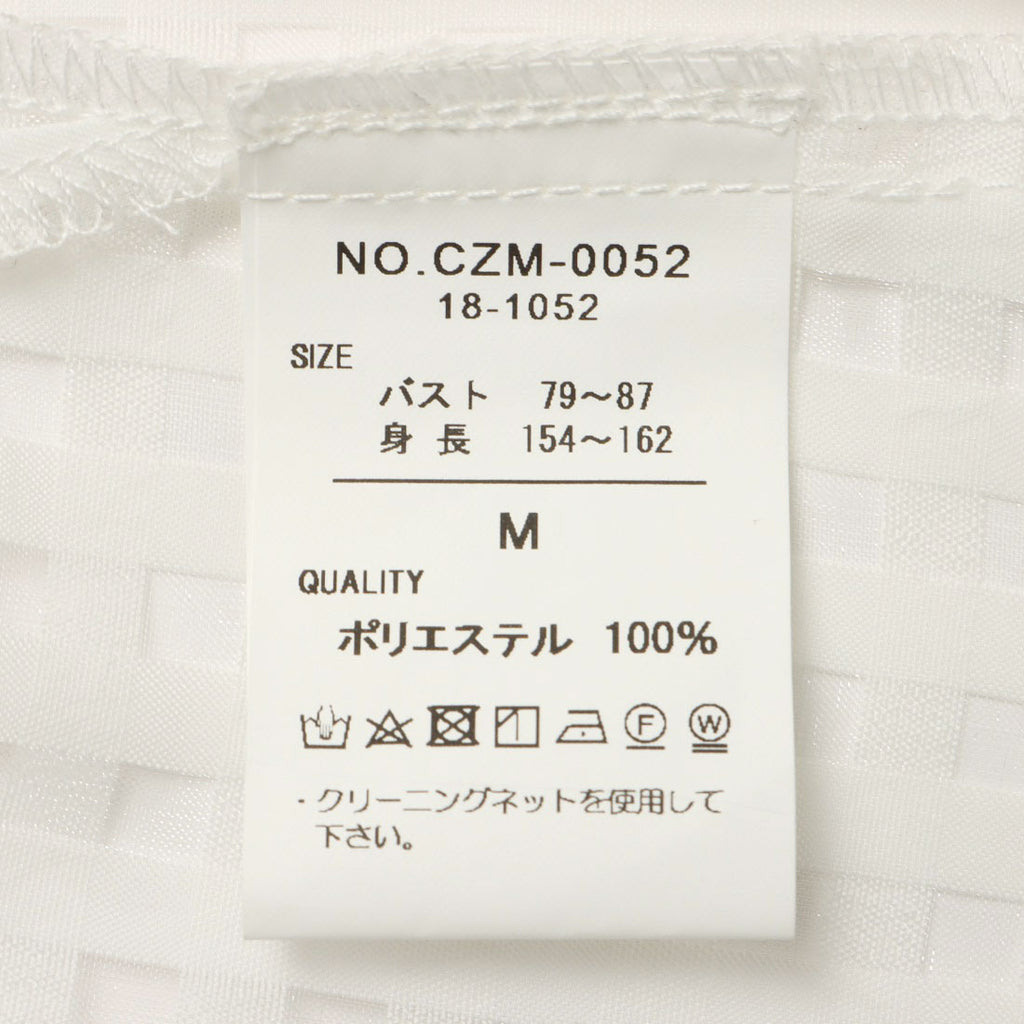 NO.CZM-0052
18-1052
SIZE
バスト 79～87
身長 154～162
M
QUALITY
ポリエステル 100%
F W
・クリーニングネットを使用して
下さい。